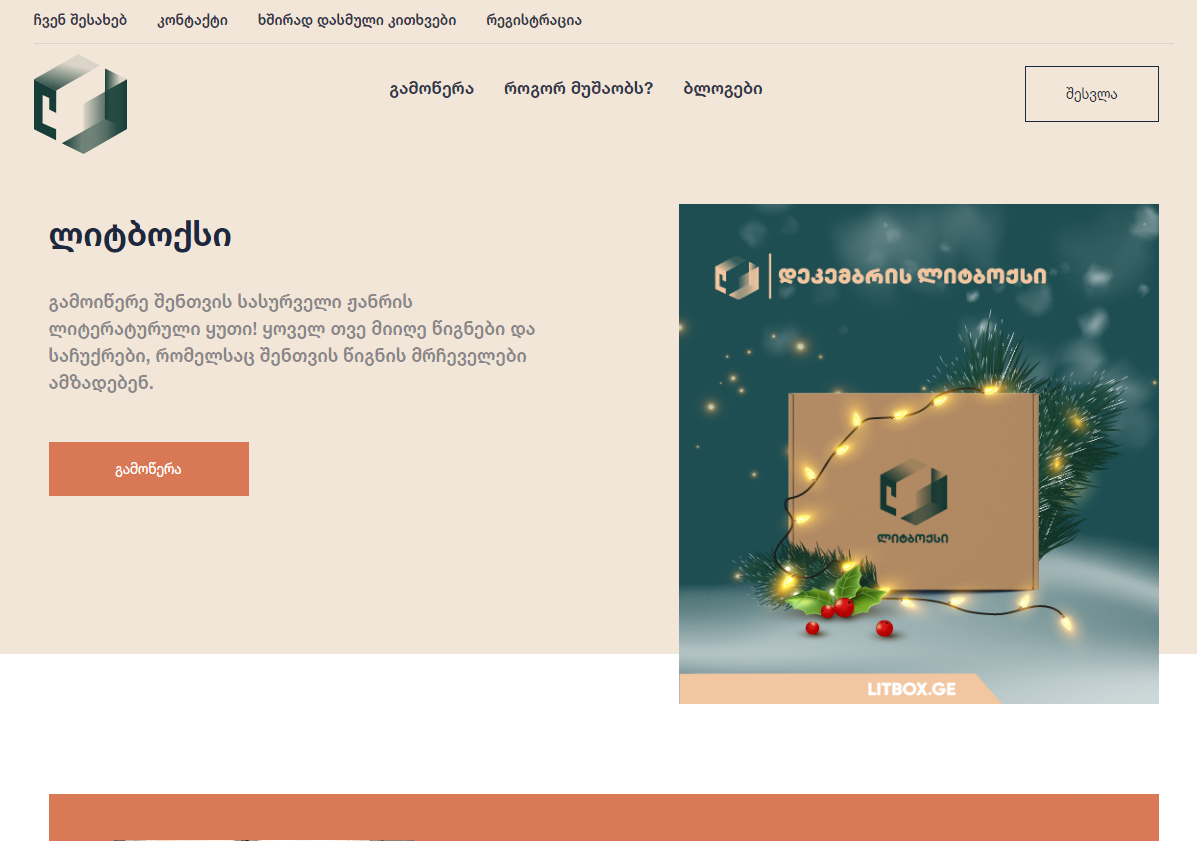 ჩვენ შესახებ კონტაქტი ხშირად დასმული კითხვები რეგისტრაცია
გამოწერა როგორ მუშაობს? ბლოგები
შესვლა
ლიტბოქსი
გამოიწერე შენთვის სასურველი ჟანრის
ლიტერატურული ყუთი! ყოველ თვე მიიღე წიგნები და
საჩუქრები, რომელსაც შენთვის წიგნის მრჩეველები
ამზადებენ.
გამოწერა
დეკემბრის ლიტბოქსი
ლიტბოქსი
LITBOX.GE